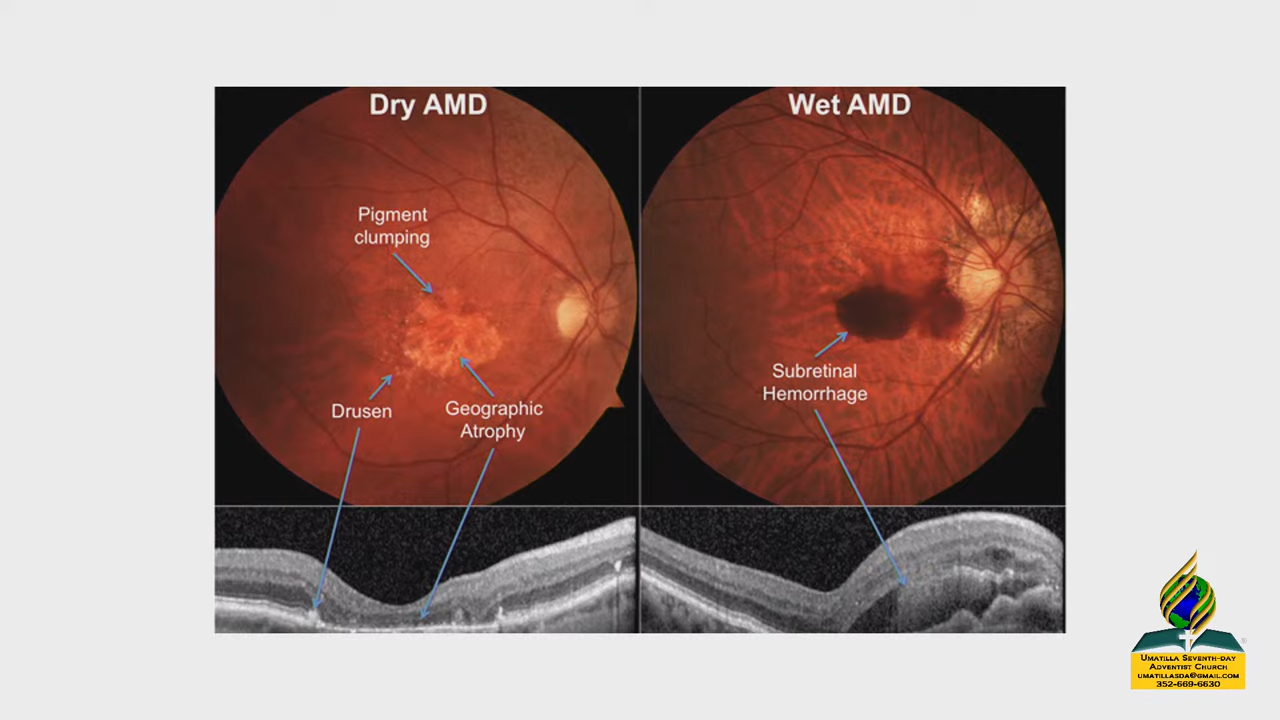 Dry AMD
Pigment
clumping
Drusen
Geographic
Atrophy
Wet AMD
Subretinal
Hemorrhage
Umatilla Seventh-day
Adventist Church
umatillasda@gmail.com
352-669-6630